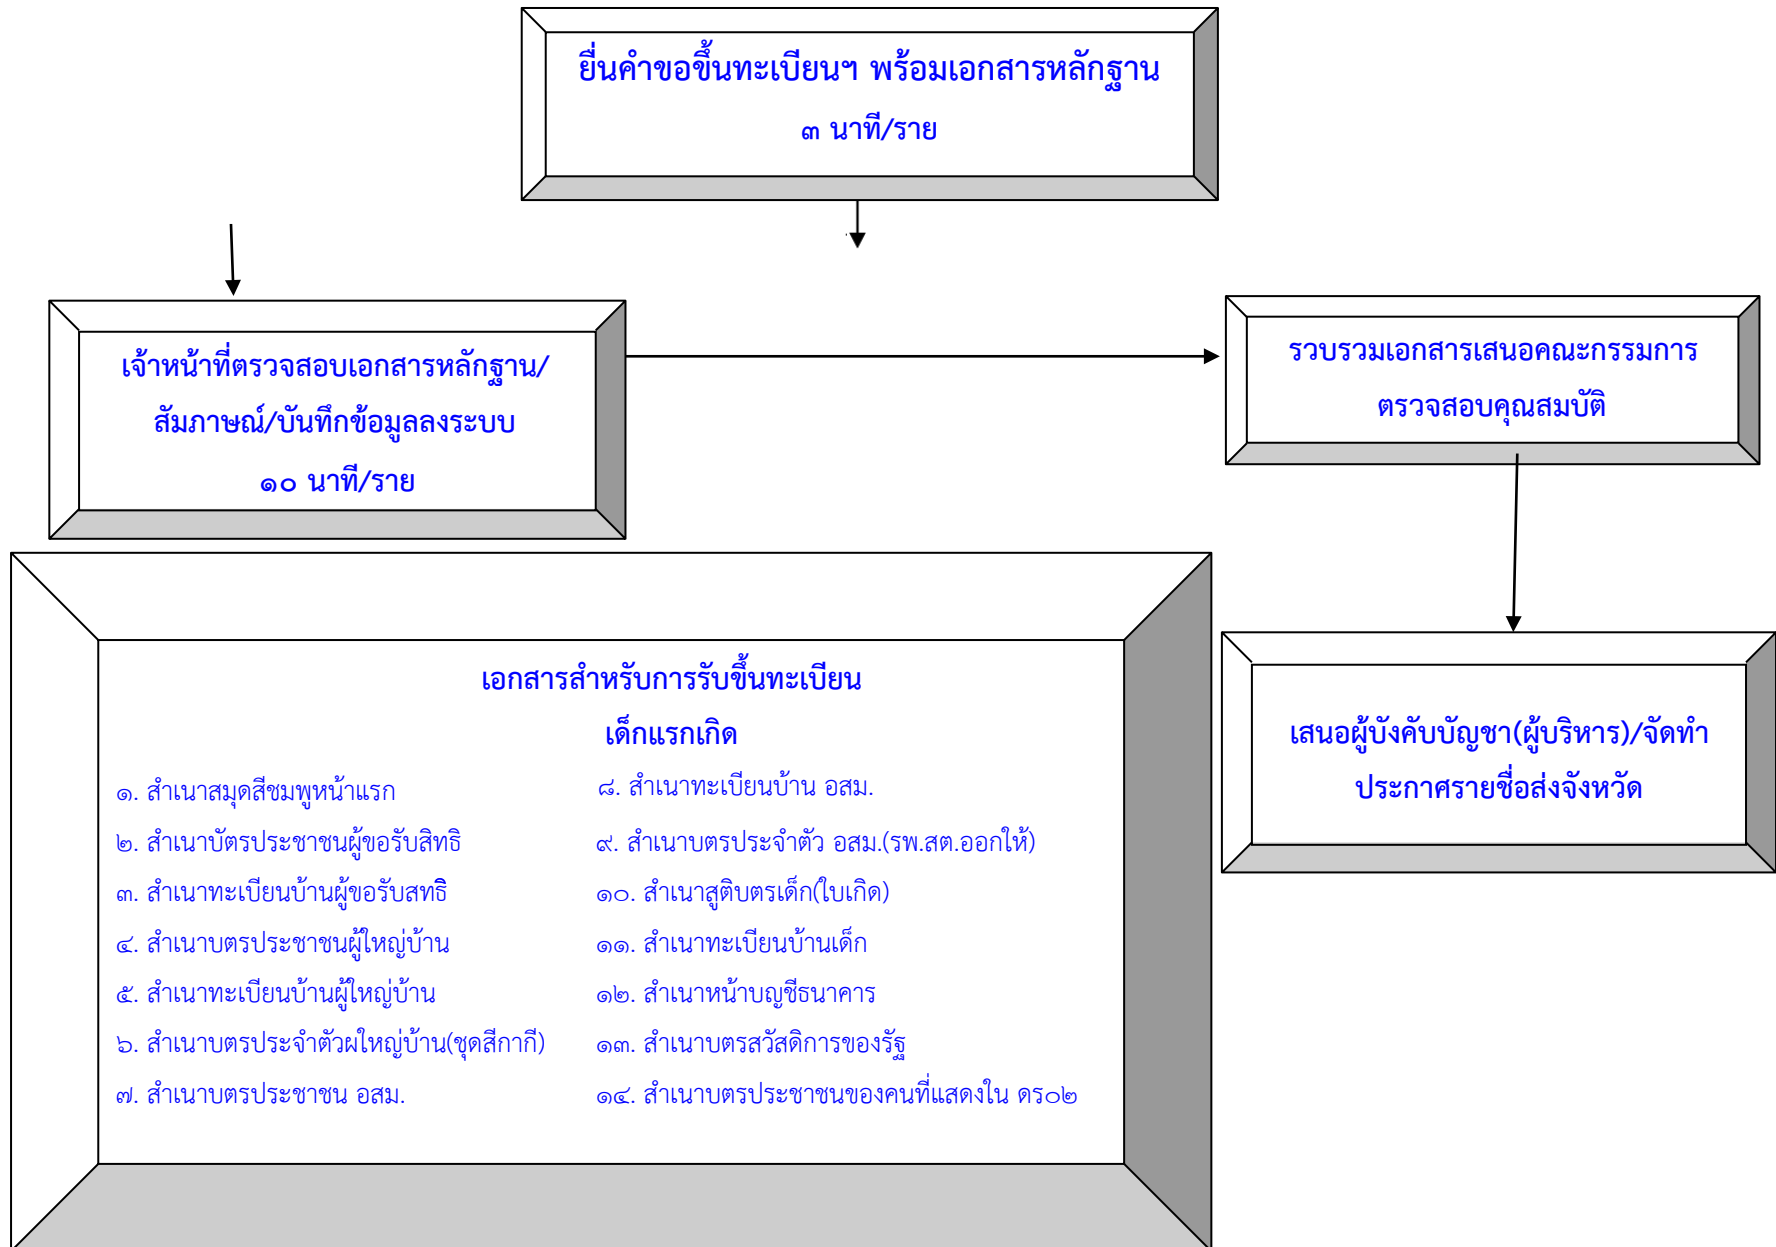 ยื่นคำขอขึ้นทะเบียนฯ พร้อมเอกสารหลักฐาน
๓ นาที/ราย
เจ้าหน้าที่ตรวจสอบเอกสารหลักฐาน/
สัมภาษณ์/บันทึกข้อมูลลงระบบ
๑๐ นาที/ราย
รวบรวมเอกสารเสนอคณะกรรมการ
ตรวจสอบคุณสมบัติ
เสนอผู้บังคับบัญชา(ผู้บริหาร)/จัดทำ
ประกาศรายชื่อส่งจังหวัด
เอกสารสำหรับการรับขึ้นทะเบียน
เด็กแรกเกิด
๑. สำเนาสมุดสีชมพูหน้าแรก
๒. สำเนาบัตรประชาชนผู้ขอรับสิทธิ
๓. สำเนาทะเบียนบ้านผู้ขอรับสทธิ
๔. สำเนาบตรประชาชนผู้ใหญ่บ้าน
๕. สำเนาทะเบียนบ้านผู้ใหญ่บ้าน
๖. สำเนาบตรประจำตัวผใหญ่บ้าน(ชุดสีกากี)
๗. สำเนาบตรประชาชน อสม.
๘. สำเนาทะเบียนบ้าน อสม.
๙. สำเนาบตรประจำตัว อสม.(รพ.สต.ออกให้)
๑๐. สำเนาสูติบตรเด็ก(ใบเกิด)
๑๑. สำเนาทะเบียนบ้านเด็ก
๑๒. สำเนาหน้าบญชีธนาคาร
๑๓. สำเนาบตรสวัสดิการของรัฐ
๑๔. สำเนาบตรประชาชนของคนที่แสดงใน ดร๐๒